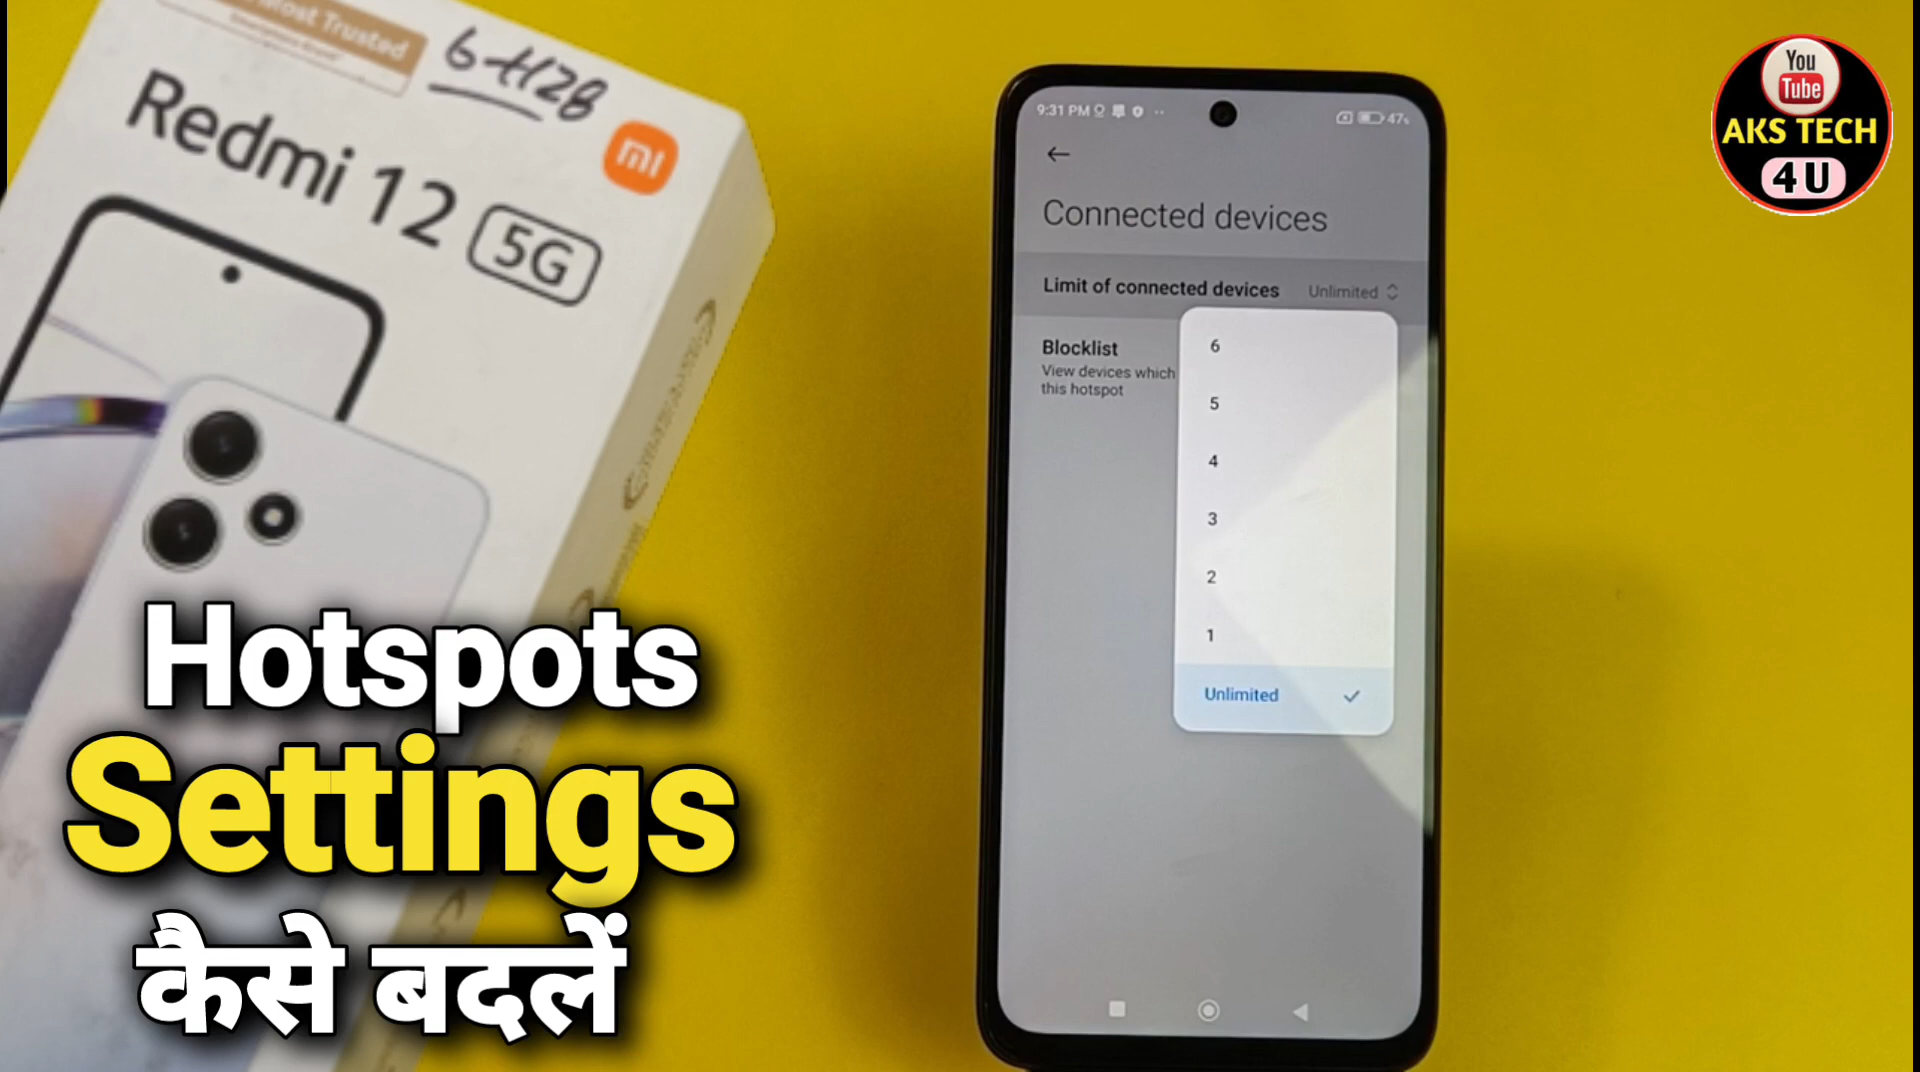 Most Trusted
6+128
Redmi 12 5G
mi
Hotspots
Settings
कैसे बदलें
9:31 PM
47%
Connected devices
Limit of connected devices Unlimited
Blocklist
View devices which
this hotspot
6
5
4
3
2
1
Unlimited
You
Tube
AKS TECH
4U